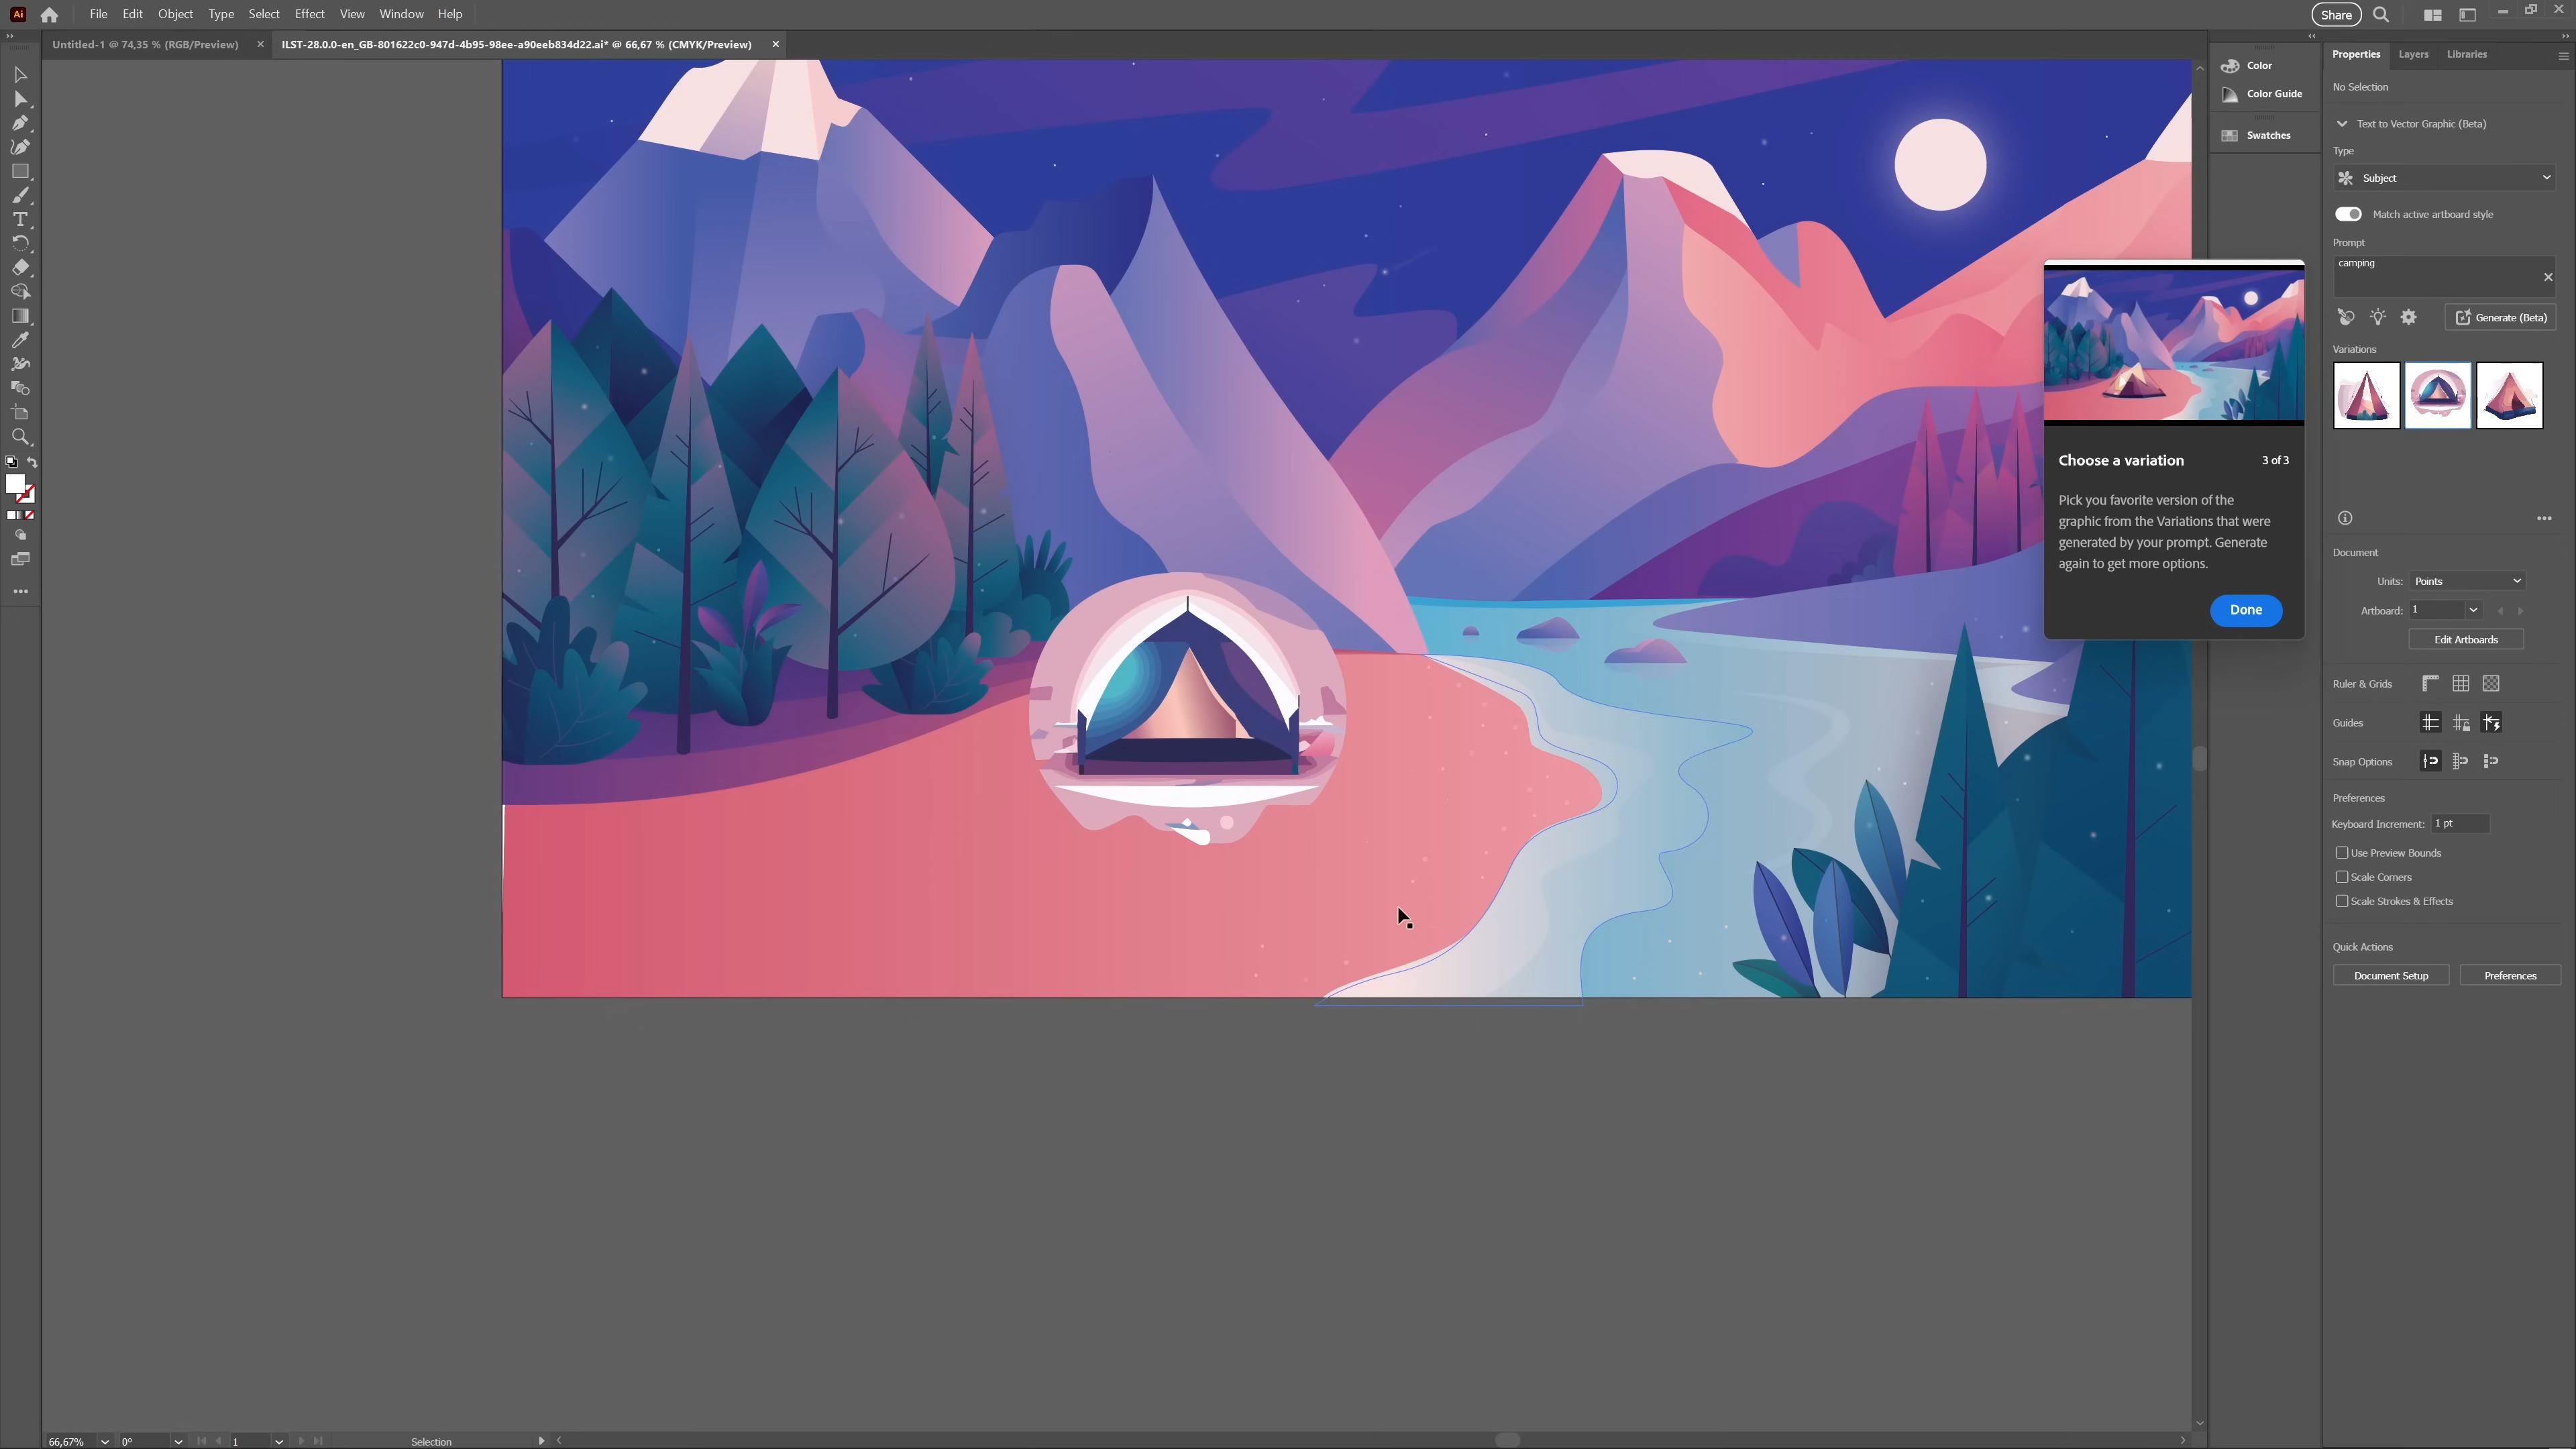 Ai
File Edit Object Type Select Effect View Window Help
Share
Untitled-1 @ 74,35 % (RGB/Preview)
ILST-28.0.0-en_GB-801622c0-947d-4b95-98ee-a90eeb834d22.ai* @ 66,67 % (CMYK/Preview)
Color
Color Guide
Swatches
Properties Layers Libraries
No Selection
Text to Vector Graphic (Beta)
Type
Subject
Match active artboard style
Prompt
camping
Generate (Beta)
Variations
Choose a variation 3 of 3
Pick you favorite version of the
graphic from the Variations that were
generated by your prompt. Generate
again to get more options.
Done
Document
Units: Points
Artboard: 1
Edit Artboards
Ruler & Grids
Guides
Snap Options
Preferences
Keyboard Increment: 1 pt
Use Preview Bounds
Scale Corners
Scale Strokes & Effects
Quick Actions
Document Setup Preferences
66,67% 0° 1 Selection